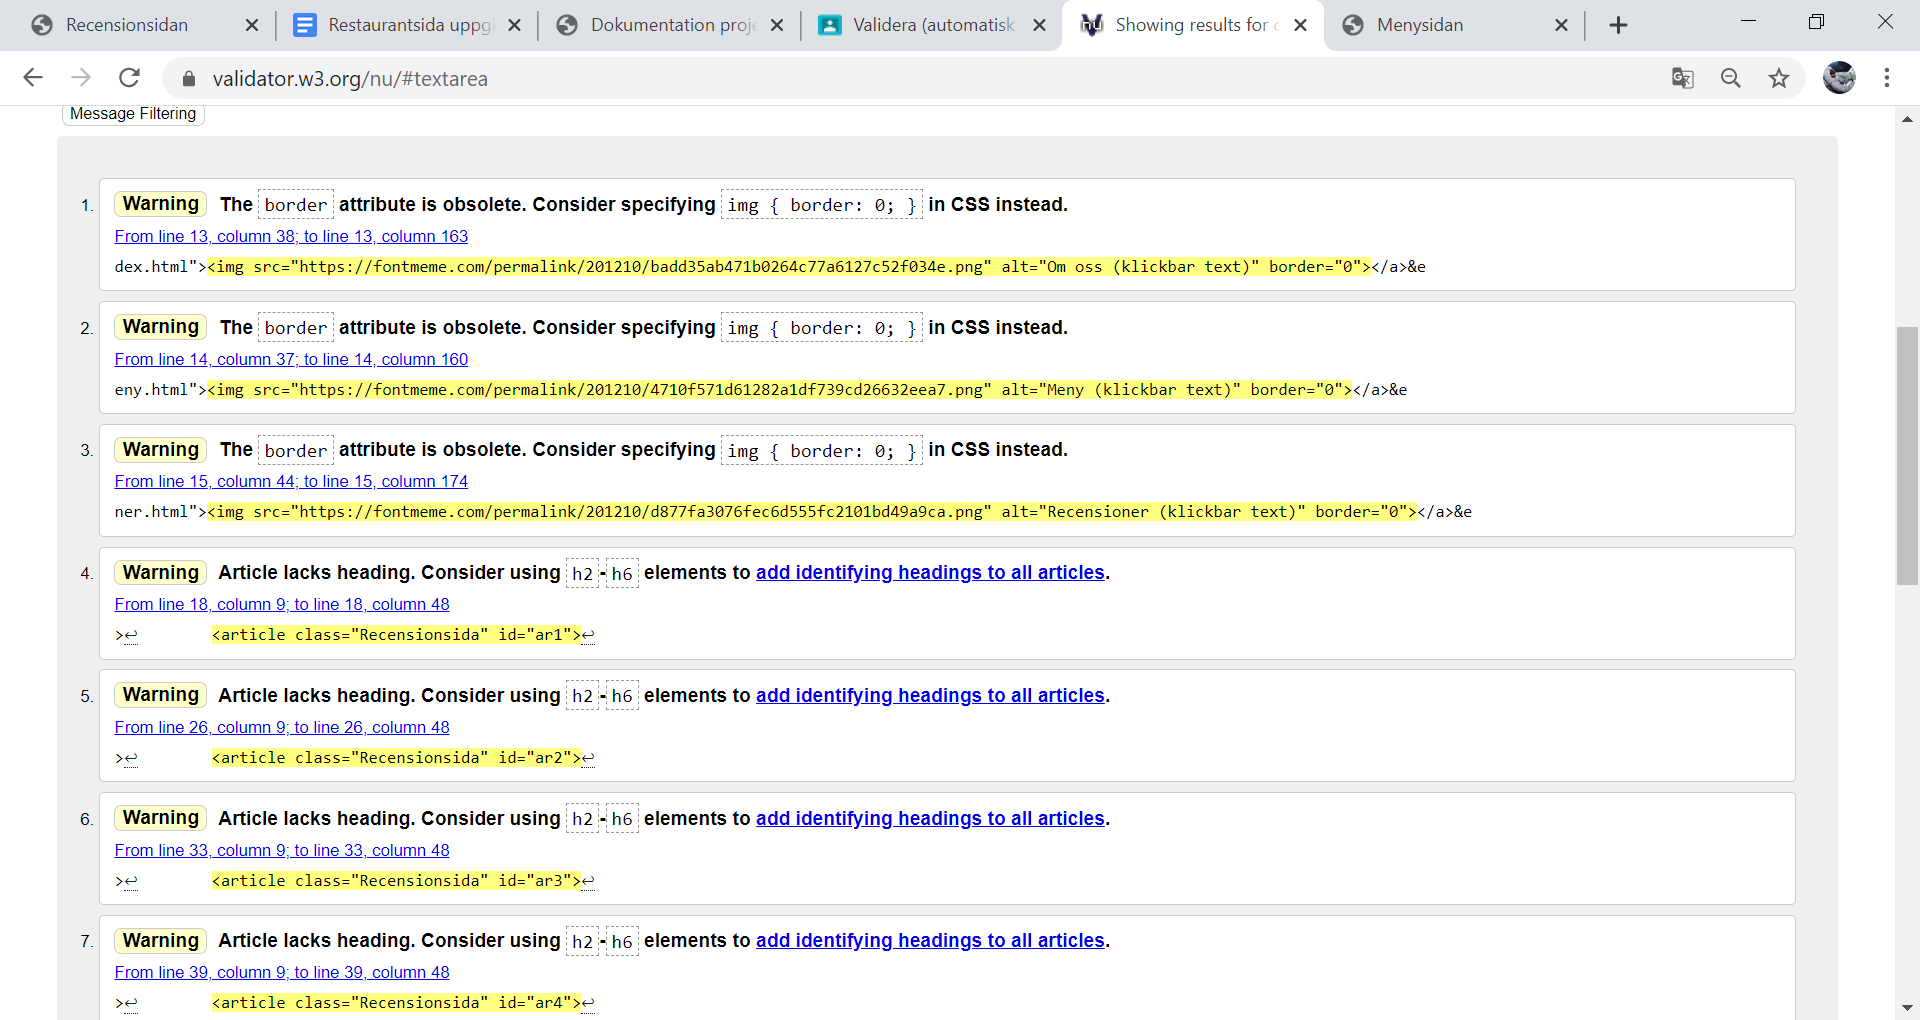 Recensionsidan
Restaurantsida uppgi
Dokumentation proje
Validera (automatisk
Showing results for c
Menysidan
validator.w3.org/nu/#textarea
Message Filtering
1. Warning The border attribute is obsolete. Consider specifying img { border: 0; } in CSS instead.
From line 13, column 38; to line 13, column 163
dex.html"><img src="https://fontmeme.com/permalink/201210/badd35ab471b0264c77a6127c52f034e.png" alt="Om oss (klickbar text)" border="0"></a>&e
2. Warning The border attribute is obsolete. Consider specifying img { border: 0; } in CSS instead.
From line 14, column 37; to line 14, column 160
eny.html"><img src="https://fontmeme.com/permalink/201210/4710f571d61282a1df739cd26632eea7.png" alt="Meny (klickbar text)" border="0"></a>&e
3. Warning The border attribute is obsolete. Consider specifying img { border: 0; } in CSS instead.
From line 15, column 44; to line 15, column 174
ner.html"><img src="https://fontmeme.com/permalink/201210/d877fa3076fec6d555fc2101bd49a9ca.png" alt="Recensioner (klickbar text)" border="0"></a>&e
4. Warning Article lacks heading. Consider using h2-h6 elements to add identifying headings to all articles.
From line 18, column 9; to line 18, column 48
>↩ <article class="Recensionsida" id="ar1">↩
5. Warning Article lacks heading. Consider using h2-h6 elements to add identifying headings to all articles.
From line 26, column 9; to line 26, column 48
>↩ <article class="Recensionsida" id="ar2">↩
6. Warning Article lacks heading. Consider using h2-h6 elements to add identifying headings to all articles.
From line 33, column 9; to line 33, column 48
>↩ <article class="Recensionsida" id="ar3">↩
7. Warning Article lacks heading. Consider using h2-h6 elements to add identifying headings to all articles.
From line 39, column 9; to line 39, column 48
>↩ <article class="Recensionsida" id="ar4">↩